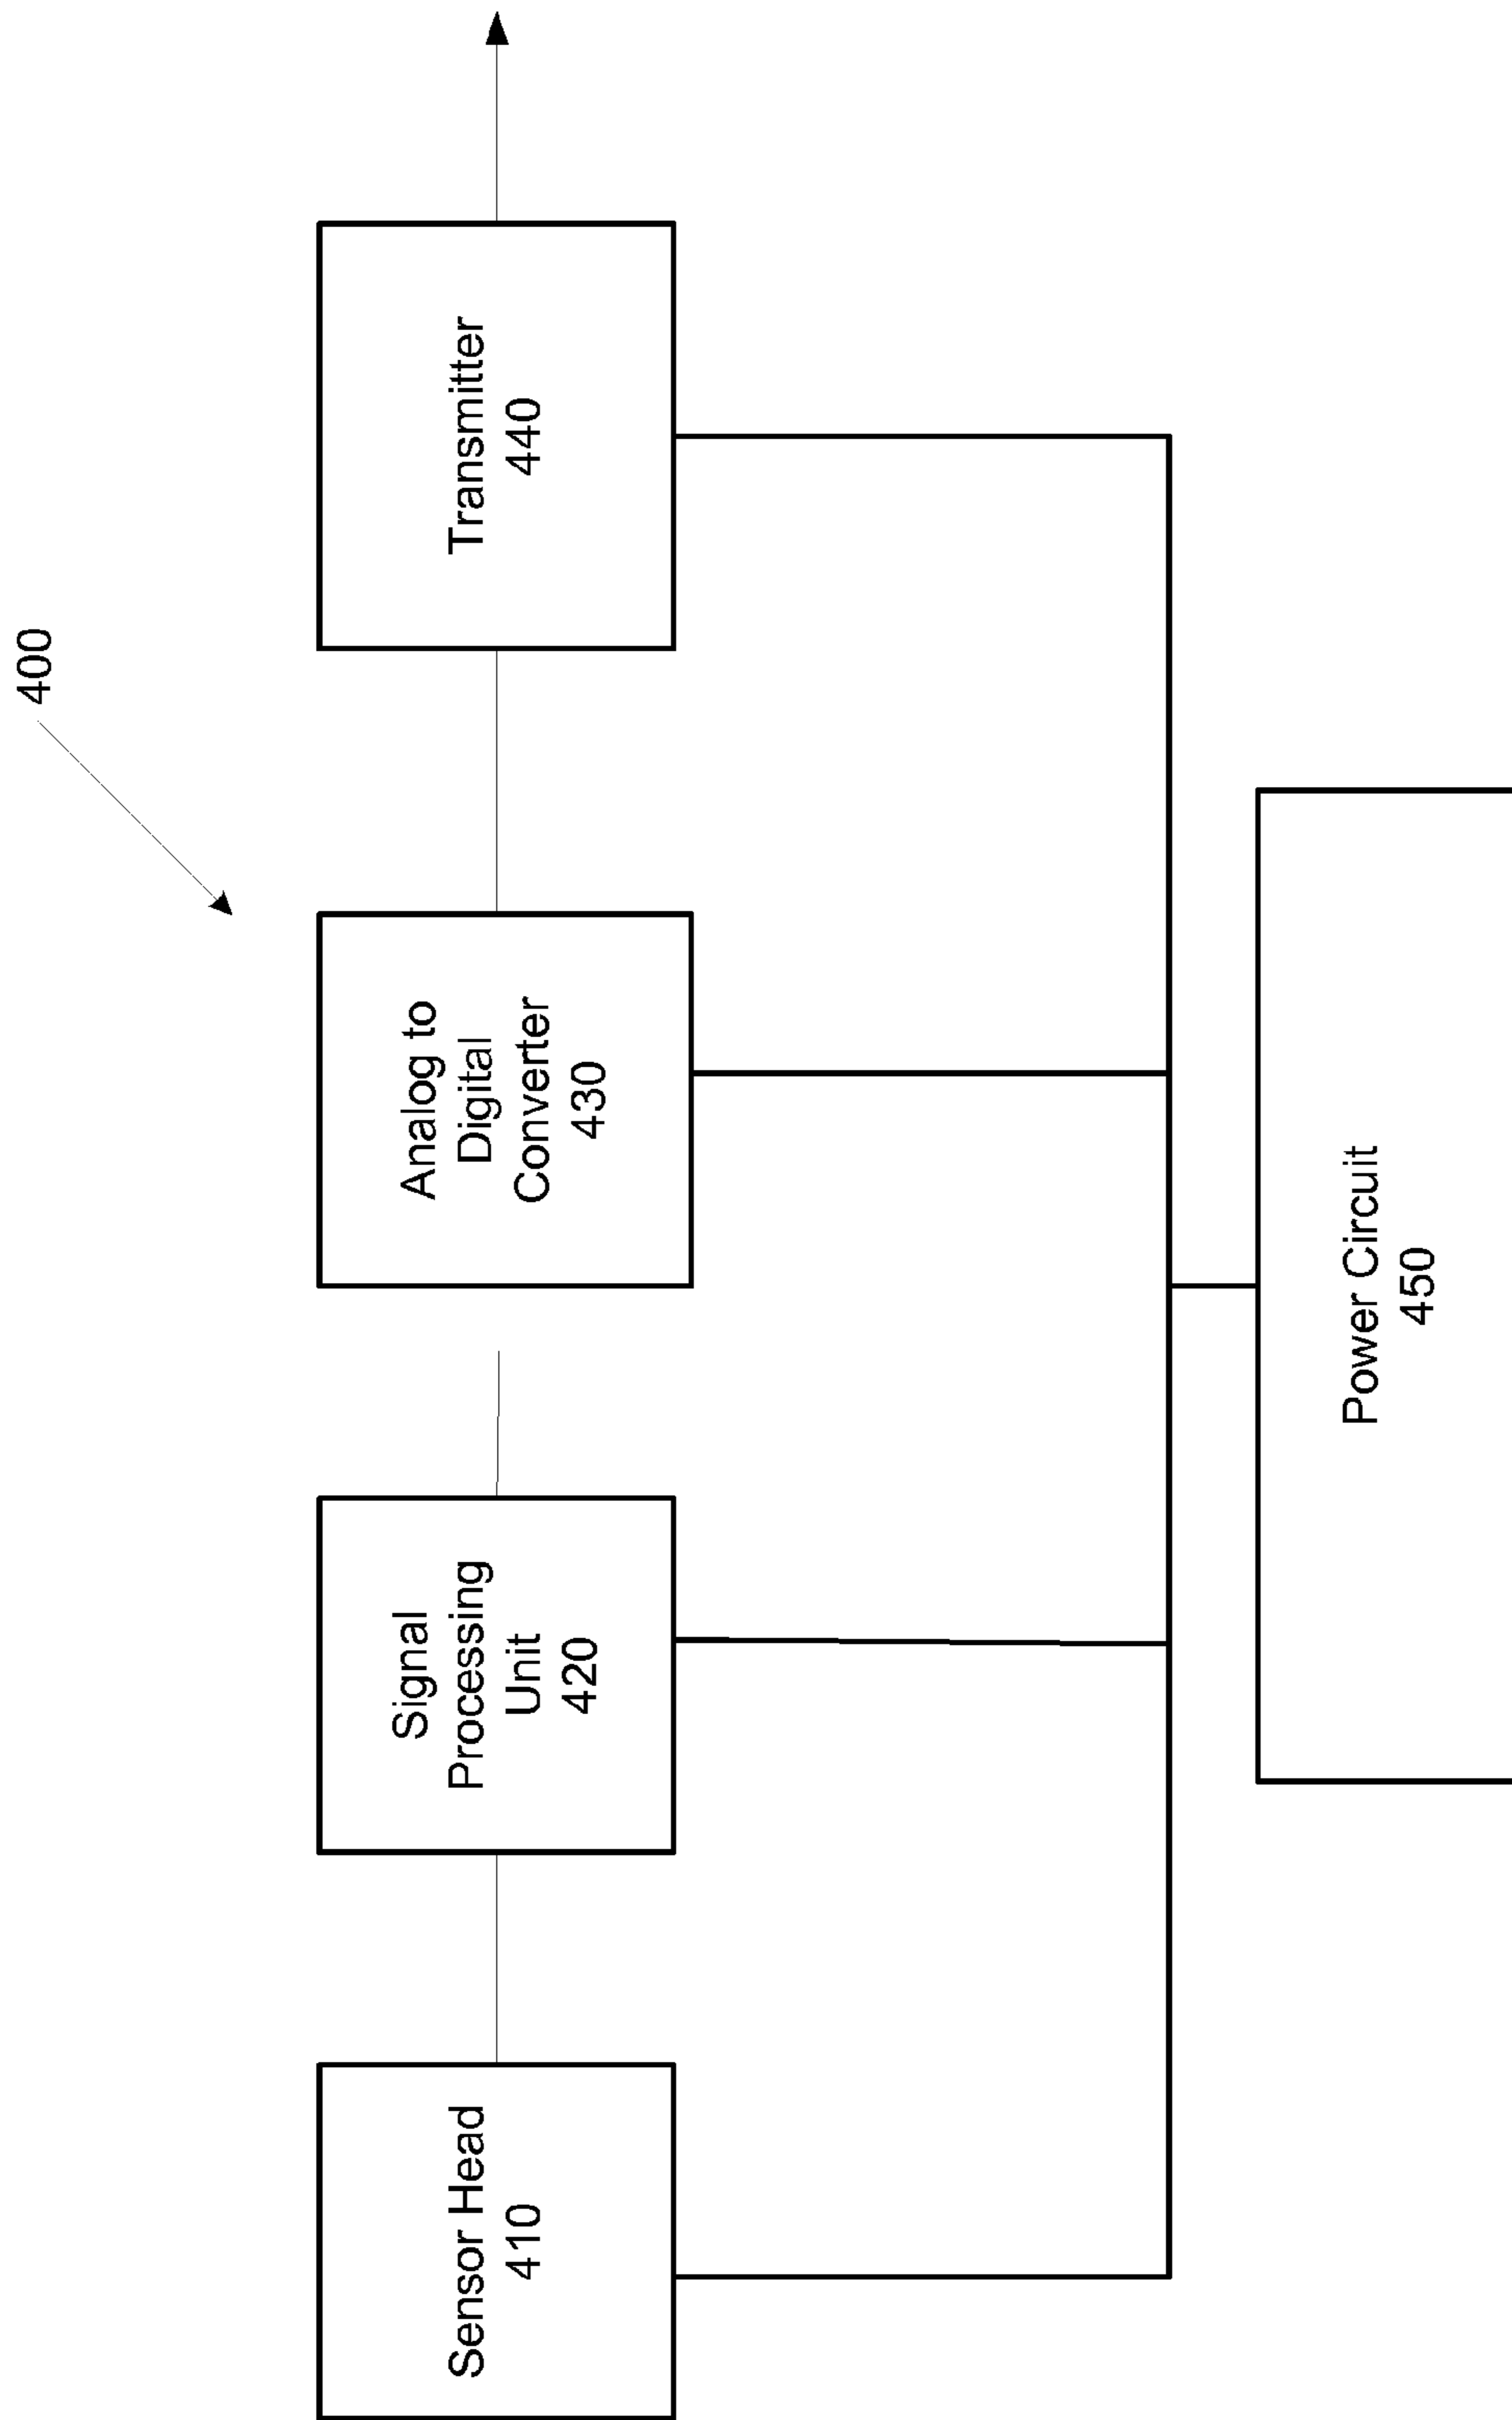 400
Sensor Head
410
Signal
Processing
Unit
420
Analog to
Digital
Converter
430
Transmitter
440
Power Circuit
450